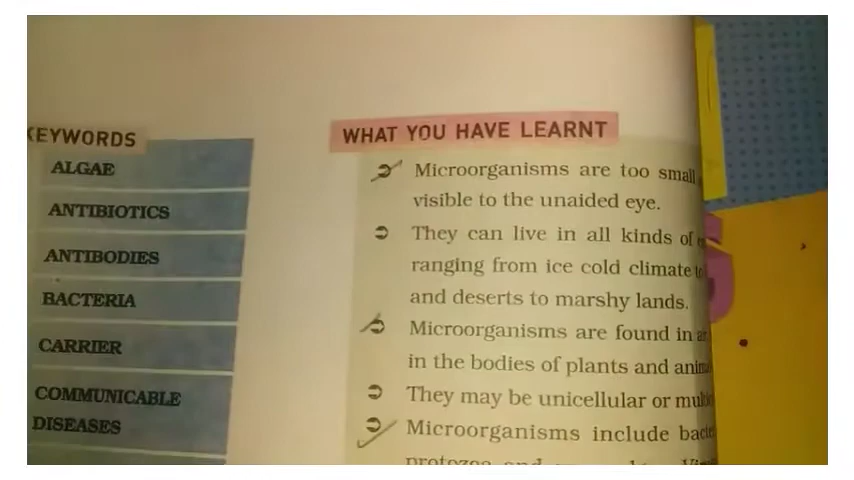 KEYWORDS
ALGAE
ANTIBIOTICS
ANTIBODIES
BACTERIA
CARRIER
COMMUNICABLE
DISEASES
WHAT YOU HAVE LEARNT
Microorganisms are too small
visible to the unaided eye.
They can live in all kinds of
ranging from ice cold climate
and deserts to marshy lands.
Microorganisms are found in
in the bodies of plants and
They may be unicellular or
Microorganisms include